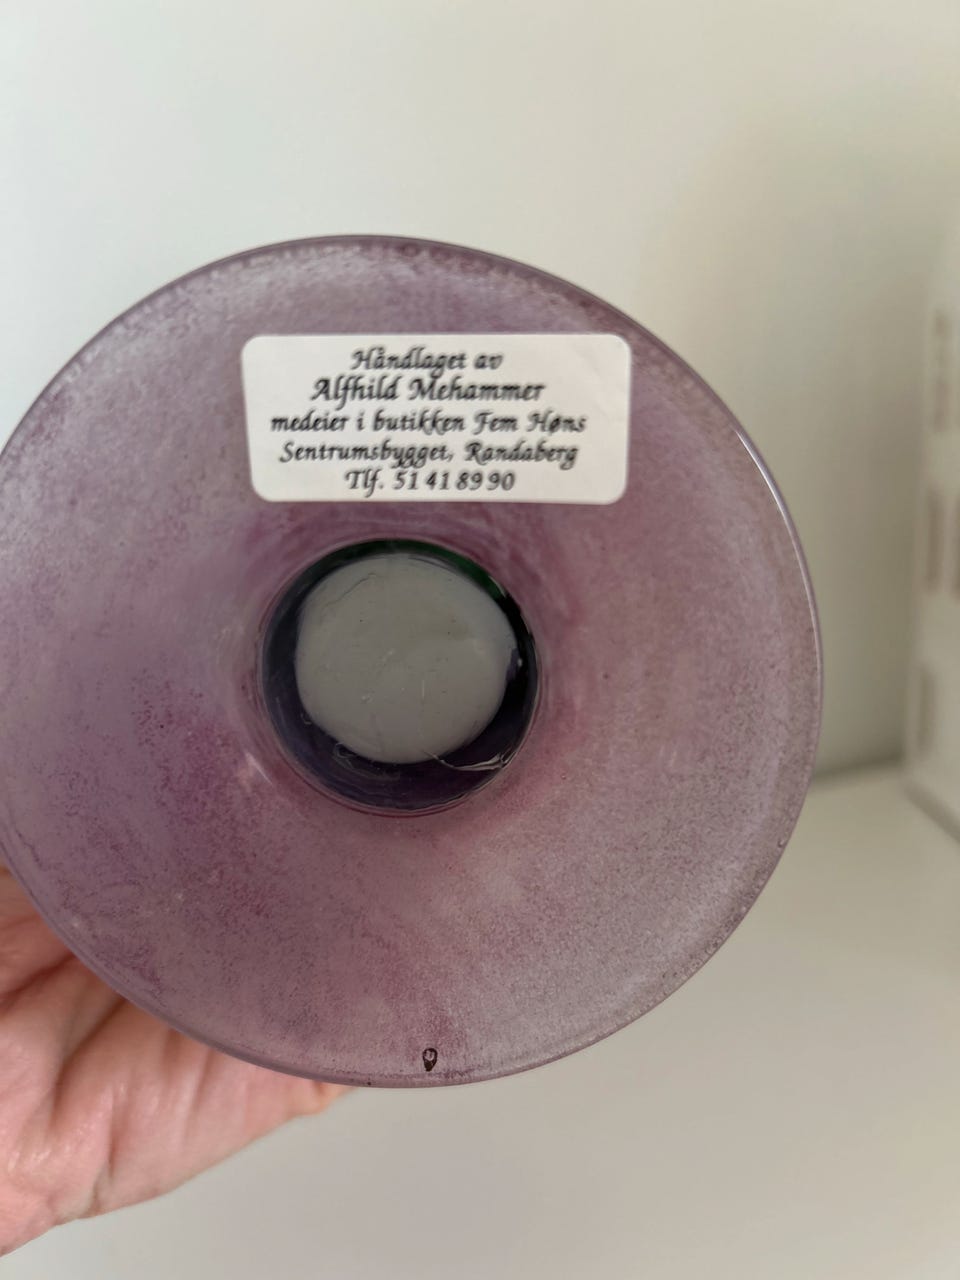 Håndlaget av
Alfhild Mehammer
medeier i butikken Fem Høns
Sentrumsbygget, Randaberg
Tlf. 51 41 89 90